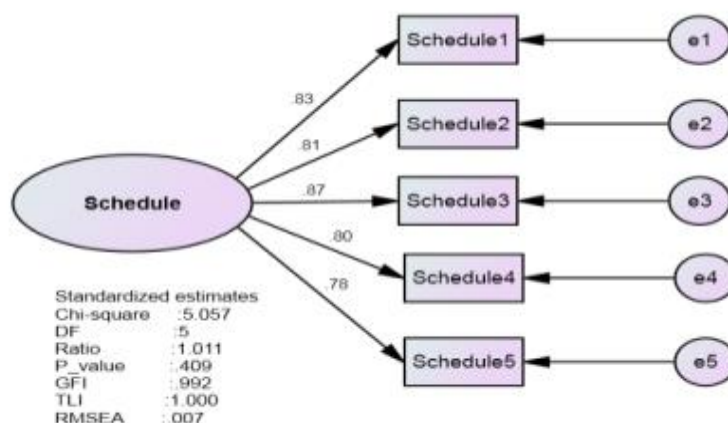 Schedule1
e1
.83
Schedule2
e2
.81
Schedule
.87
Schedule3
e3
.80
Schedule4
e4
.78
Schedule5
e5
Standardized estimates
Chi-square :5.057
DF :5
Ratio :1.011
P_value :.409
GFI :.992
TLI :1.000
RMSEA :.007